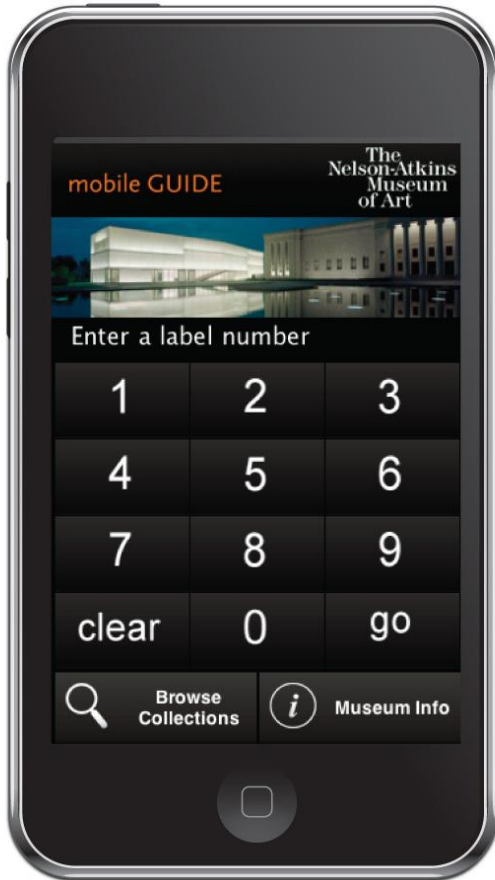 mobile GUIDE
The
Nelson-Atkins
Museum
of Art
Enter a label number
1 2 3
4 5 6
7 8 9
clear 0 go
Browse
Collections
i
Museum Info